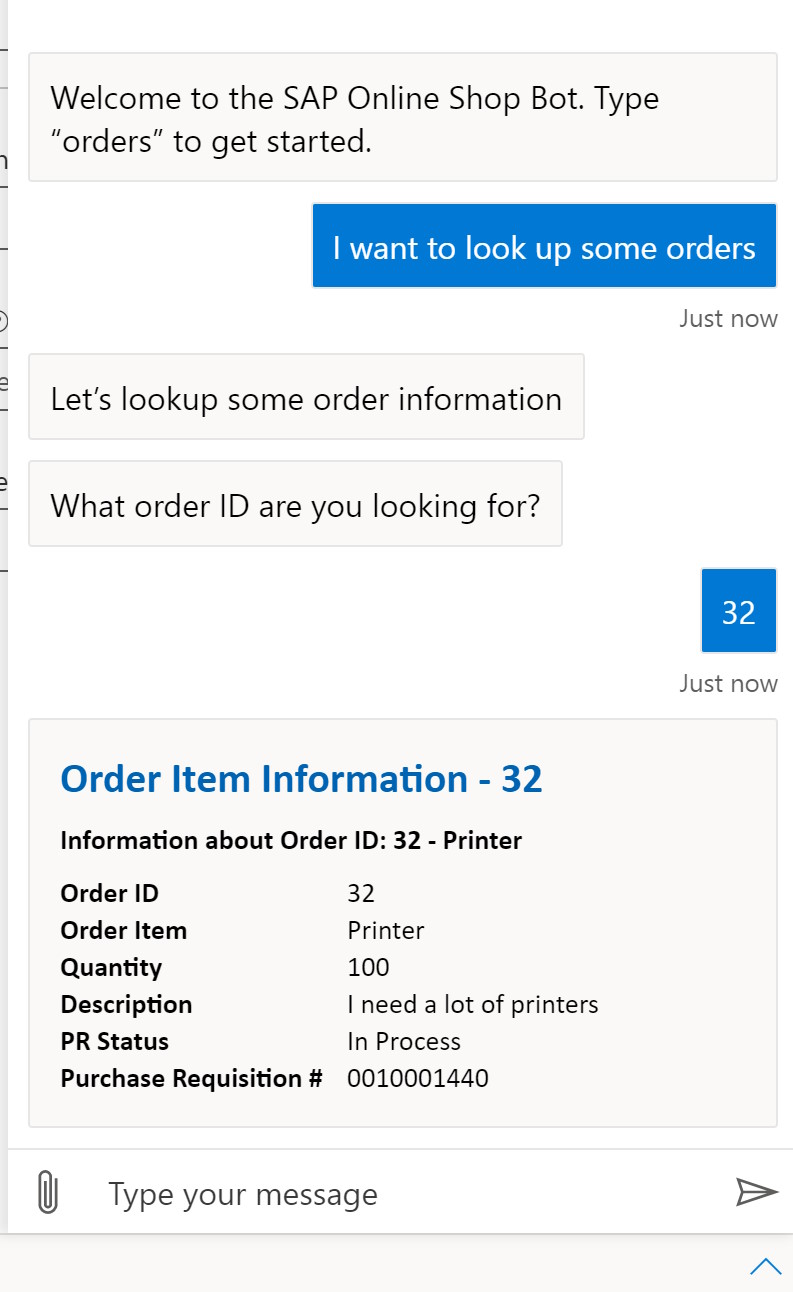 Welcome to the SAP Online Shop Bot. Type
“orders” to get started.
I want to look up some orders
Just now
Let’s lookup some order information
What order ID are you looking for?
32
Just now
Order Item Information - 32
Information about Order ID: 32 - Printer
Order ID 32
Order Item Printer
Quantity 100
Description I need a lot of printers
PR Status In Process
Purchase Requisition # 0010001440
Type your message